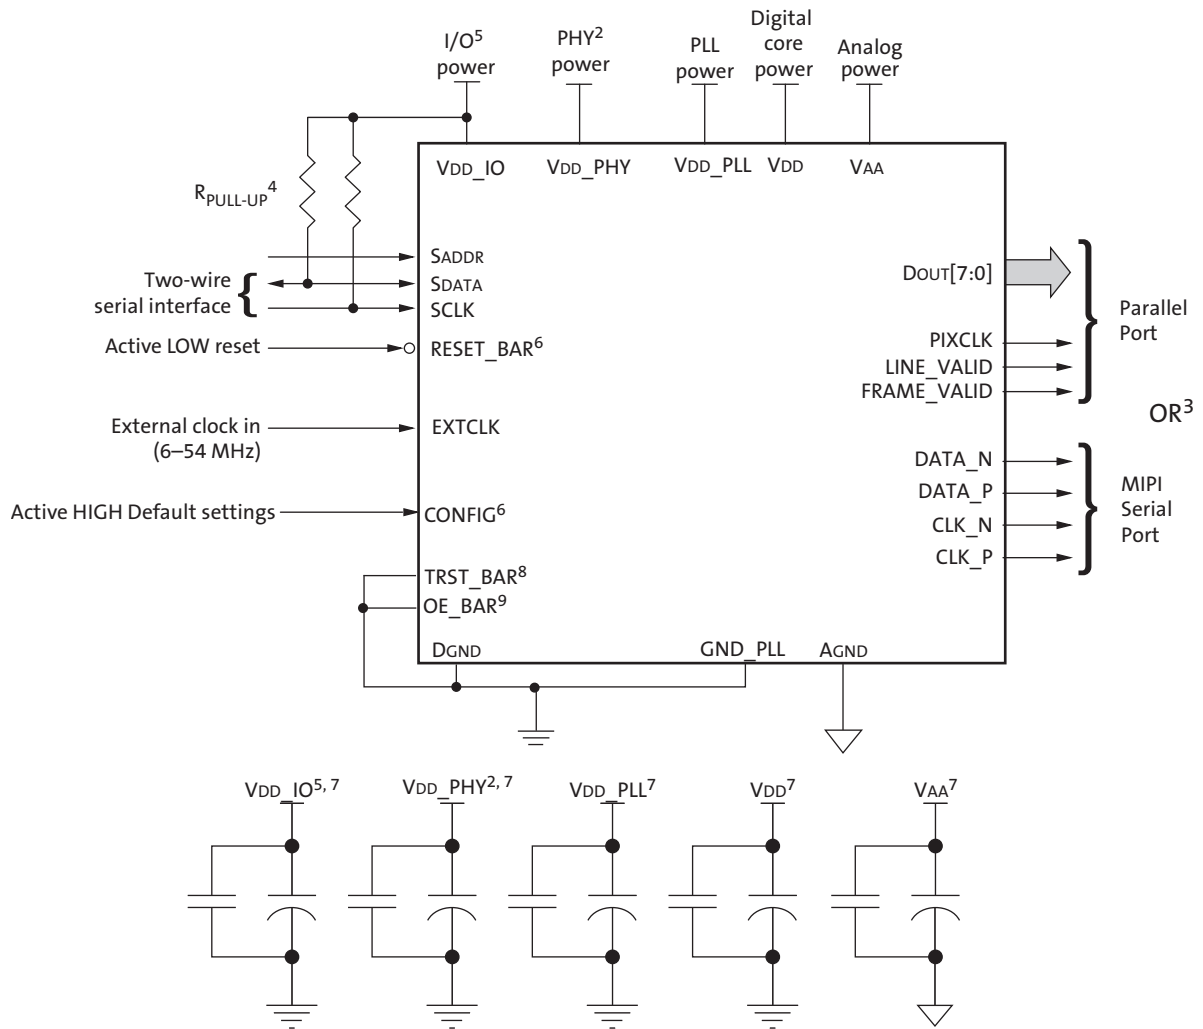 I/O5
power
PHY2
power
PLL
power
Digital
core
power
Analog
power
VDD_IO
VDD_PHY
VDD_PLL
VDD
VAA
RPULL-UP4
SADDR
Two-wire
serial interface
{
SDATA
SCLK
Active LOW reset
RESET_BAR6
External clock in
(6–54 MHz)
EXTCLK
Active HIGH Default settings
CONFIG6
TRST_BAR8
OE_BAR9
DGND
GND_PLL
AGND
DOUT[7:0]
PIXCLK
LINE_VALID
FRAME_VALID
}
Parallel
Port
OR3
DATA_N
DATA_P
CLK_N
CLK_P
}
MIPI
Serial
Port
VDD_IO5, 7
VDD_PHY2, 7
VDD_PLL7
VDD7
VAA7